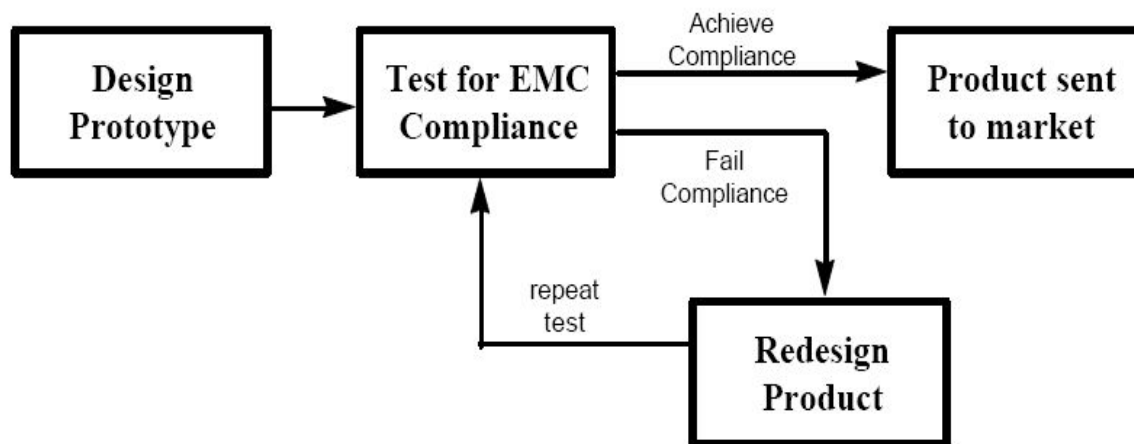 Design
Prototype
Test for EMC
Compliance
Achieve
Compliance
Product sent
to market
Fail
Compliance
repeat
test
Redesign
Product